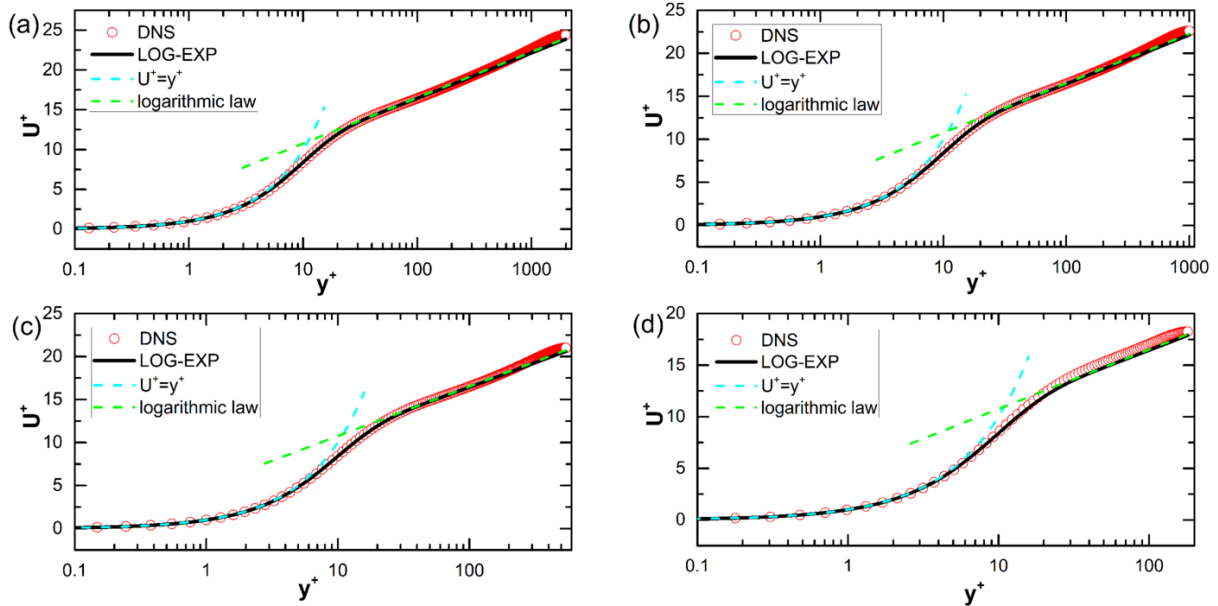 (a)
DNS
LOG-EXP
U⁺=y⁺
logarithmic law
U⁺
25
20
15
10
5
0
0.1
1
10
100
1000
y⁺
(b)
DNS
LOG-EXP
U⁺=y⁺
logarithmic law
U⁺
25
20
15
10
5
0
0.1
1
10
100
1000
y⁺
(c)
DNS
LOG-EXP
U⁺=y⁺
logarithmic law
U⁺
25
20
15
10
5
0
0.1
1
10
100
y⁺
(d)
DNS
LOG-EXP
U⁺=y⁺
logarithmic law
U⁺
20
15
10
5
0
0.1
1
10
100
y⁺